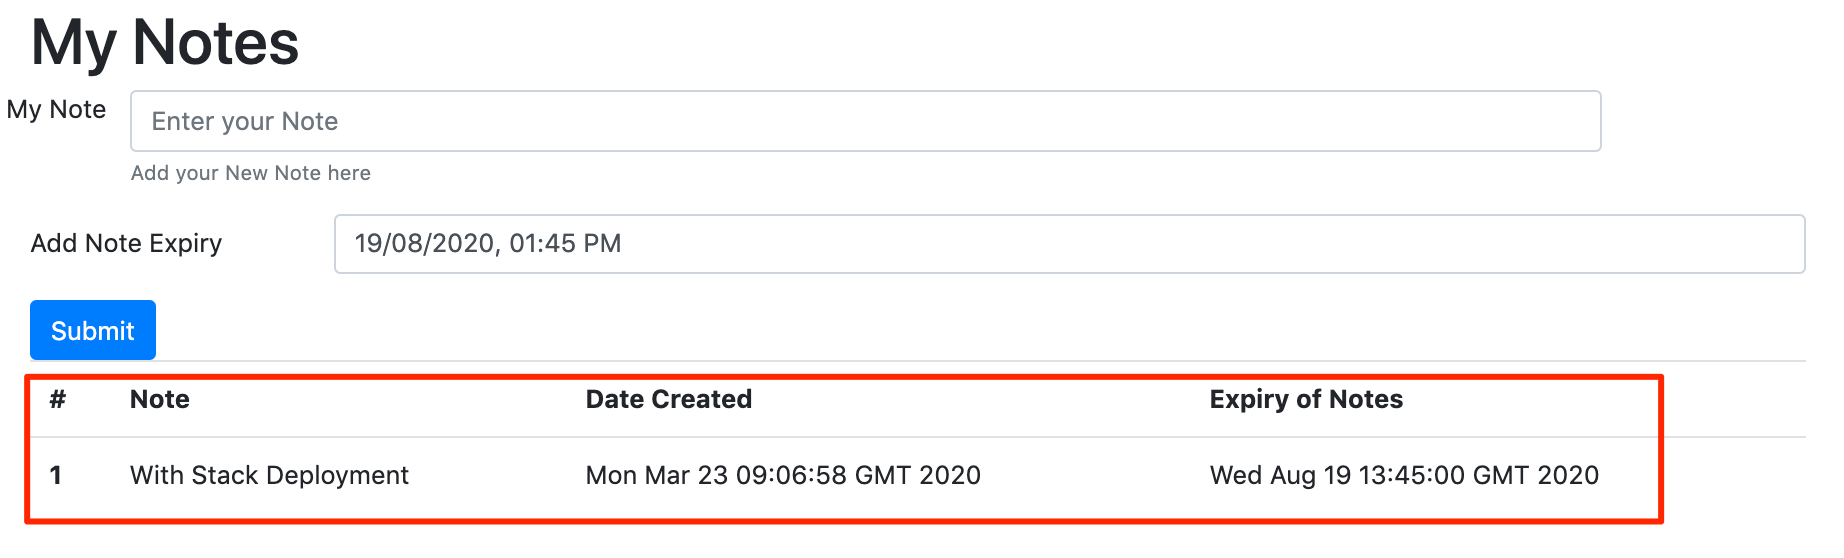 My Notes
My Note
Enter your Note
Add your New Note here
Add Note Expiry
19/08/2020, 01:45 PM
Submit
# Note Date Created Expiry of Notes
1 With Stack Deployment Mon Mar 23 09:06:58 GMT 2020 Wed Aug 19 13:45:00 GMT 2020